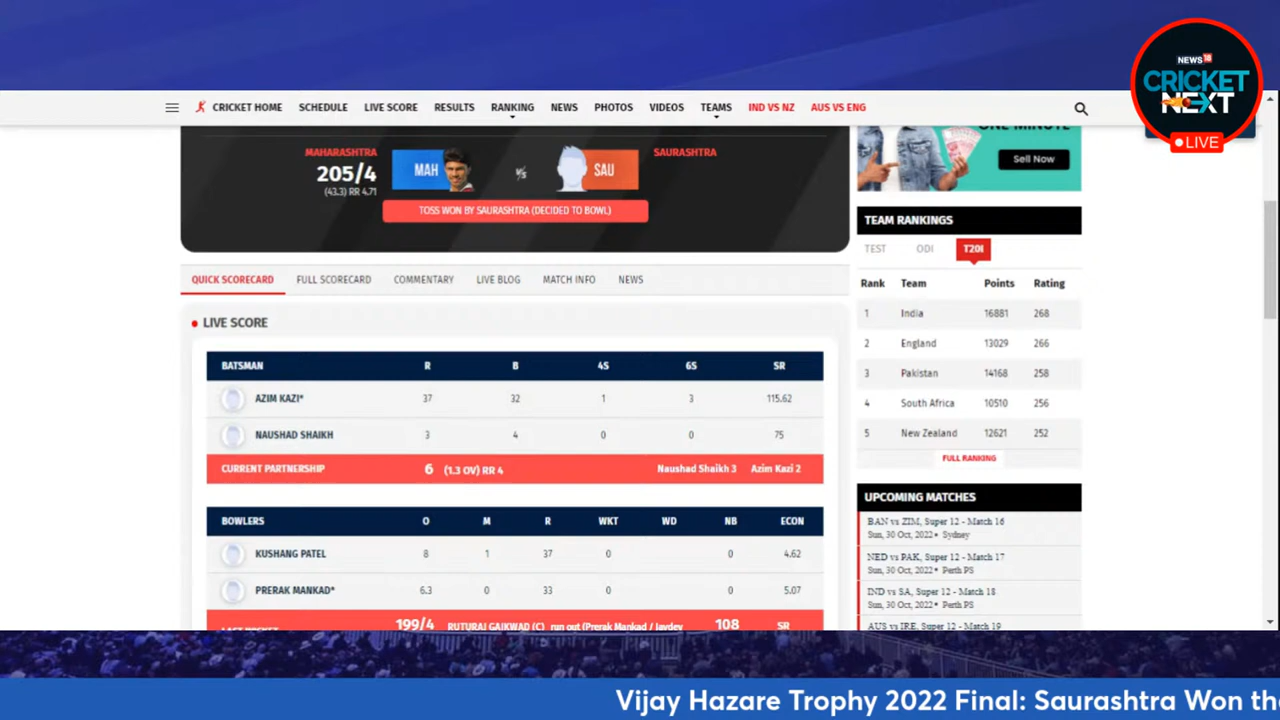 NEWS 18
CRICKET
NEXT
LIVE
CRICKET HOME SCHEDULE LIVE SCORE RESULTS RANKING NEWS PHOTOS VIDEOS TEAMS IND VS NZ AUS VS ENG
MAHARASHTRA
205/4
(43.3) RR 4.71
MAH
V/S
SAU
SAURASHTRA
TOSS WON BY SAURASHTRA (DECIDED TO BOWL)
ONE MINUTE
Sell Now
QUICK SCORECARD FULL SCORECARD COMMENTARY LIVE BLOG MATCH INFO NEWS
LIVE SCORE
BATSMAN R B 4S 6S SR
AZIM KAZI* 37 32 1 3 115.62
NAUSHAD SHAIKH 3 4 0 0 75
CURRENT PARTNERSHIP 6 (1.3 OV) RR 4 Naushad Shaikh 3 Azim Kazi 2
BOWLERS O M R WKT WD NB ECON
KUSHANG PATEL 8 1 37 0 0 4.62
PRERAK MANKAD* 6.3 0 33 0 0 5.07
199/4 RUTURAJ GAIKWAD (C) run out (Prerak Mankad / Jaydev 108 SR
TEAM RANKINGS
TEST ODI T20I
Rank Team Points Rating
1 India 16881 268
2 England 13029 266
3 Pakistan 14168 258
4 South Africa 10510 256
5 New Zealand 12621 252
FULL RANKING
UPCOMING MATCHES
BAN vs ZIM, Super 12 - Match 16
Sun, 30 Oct, 2022 • Sydney
NED vs PAK, Super 12 - Match 17
Sun, 30 Oct, 2022 • Perth PS
IND vs SA, Super 12 - Match 18
Sun, 30 Oct, 2022 • Perth PS
AUS vs IRE, Super 12 - Match 19
Vijay Hazare Trophy 2022 Final: Saurashtra Won the